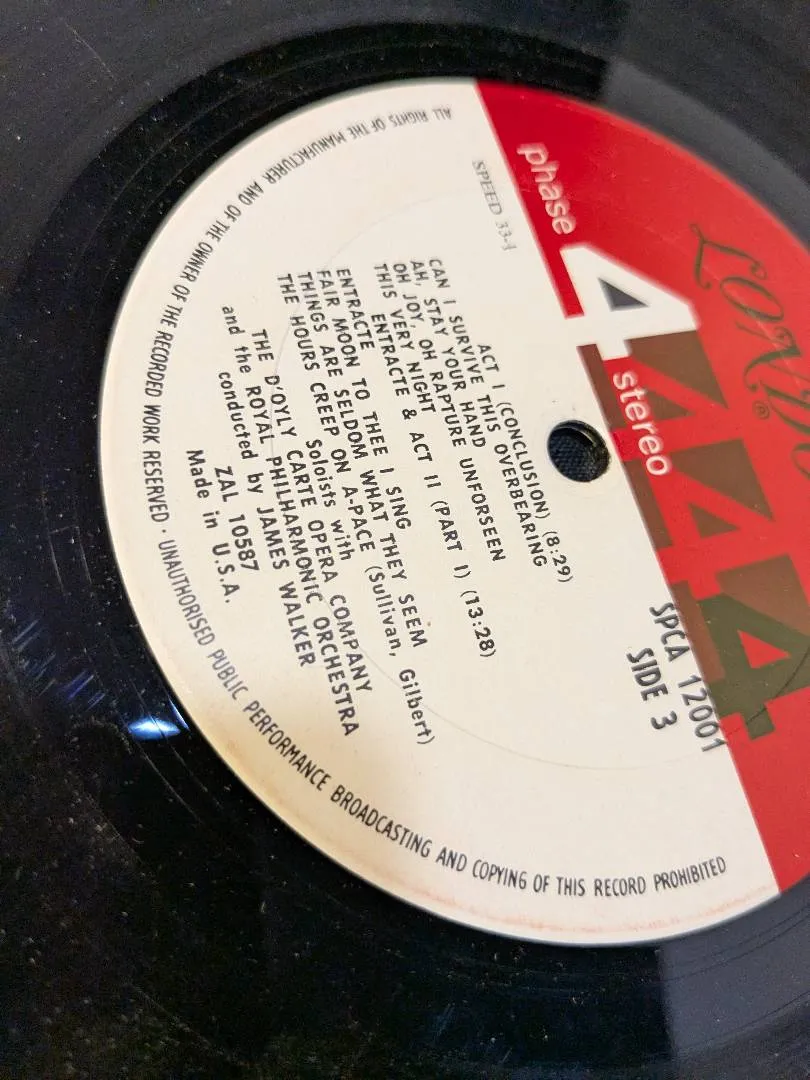 LONDO
®
phase
4
stereo
444
SPEED 33⅓
SPCA 12001
SIDE 3
ACT I (CONCLUSION) (8:29)
CAN I SURVIVE THIS OVERBEARING
AH, STAY YOUR HAND
OH JOY, OH RAPTURE UNFORSEEN
THIS VERY NIGHT
ENTRACTE & ACT II (PART I) (13:28)
ENTRACTE
FAIR MOON TO THEE I SING
THINGS ARE SELDOM WHAT THEY SEEM
THE HOURS CREEP ON A-PACE (Sullivan, Gilbert)
Soloists with
THE D'OYLY CARTE OPERA COMPANY
and the ROYAL PHILHARMONIC ORCHESTRA
conducted by JAMES WALKER
ZAL 10587
Made in U.S.A.
ALL RIGHTS OF THE MANUFACTURER AND OF THE OWNER OF THE RECORDED WORK RESERVED · UNAUTHORISED PUBLIC PERFORMANCE BROADCASTING AND COPYING OF THIS RECORD PROHIBITED